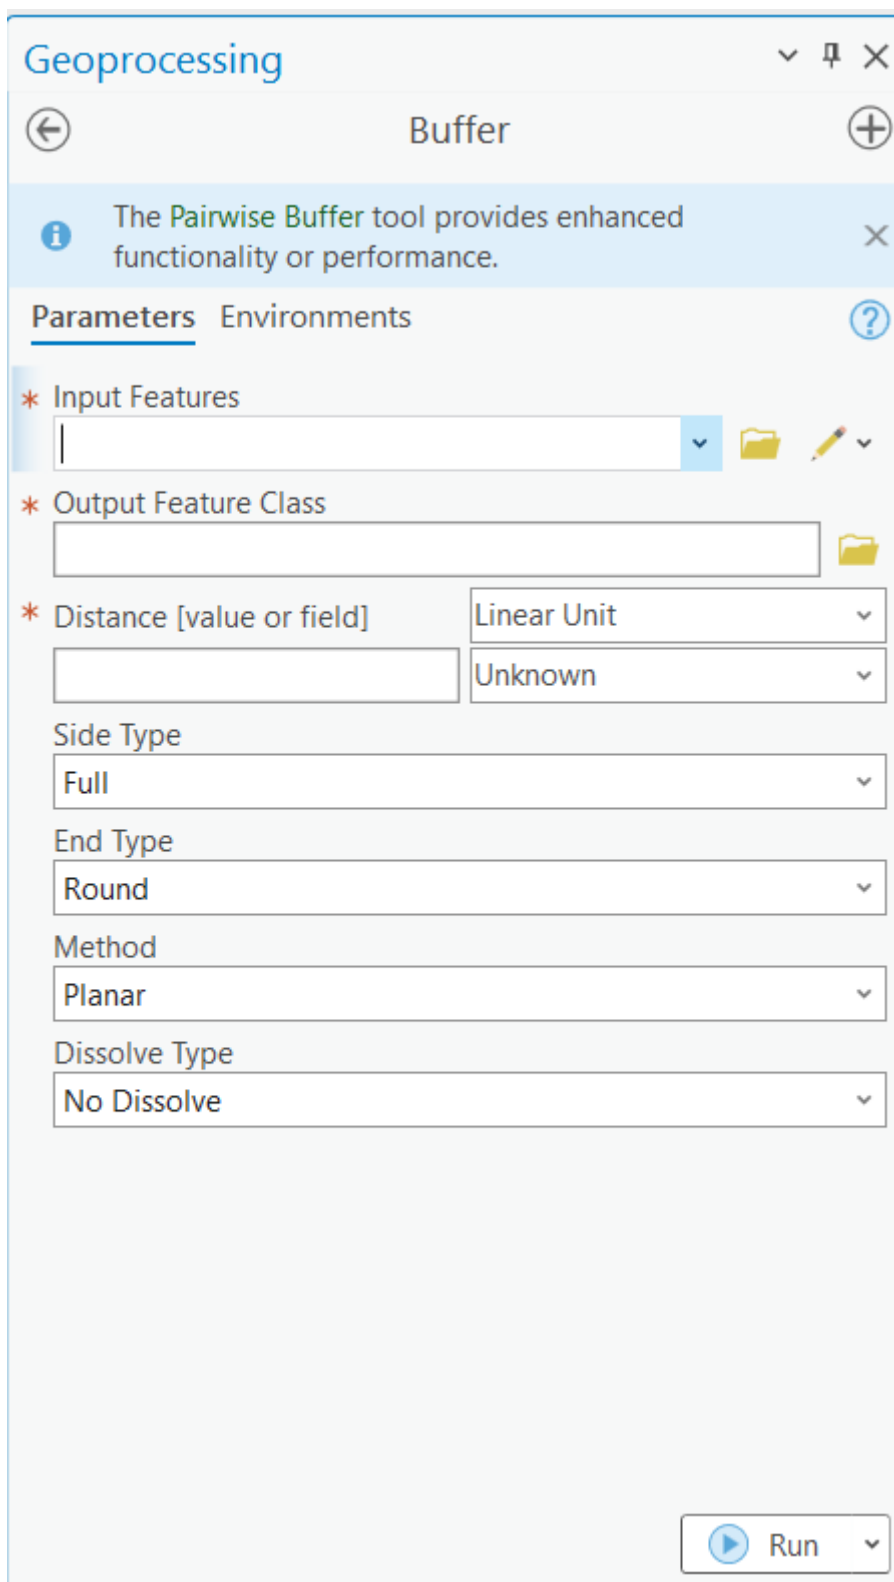 Geoprocessing
Buffer
The Pairwise Buffer tool provides enhanced
functionality or performance.
Parameters Environments
* Input Features
* Output Feature Class
* Distance [value or field] Linear Unit
Unknown
Side Type
Full
End Type
Round
Method
Planar
Dissolve Type
No Dissolve
Run